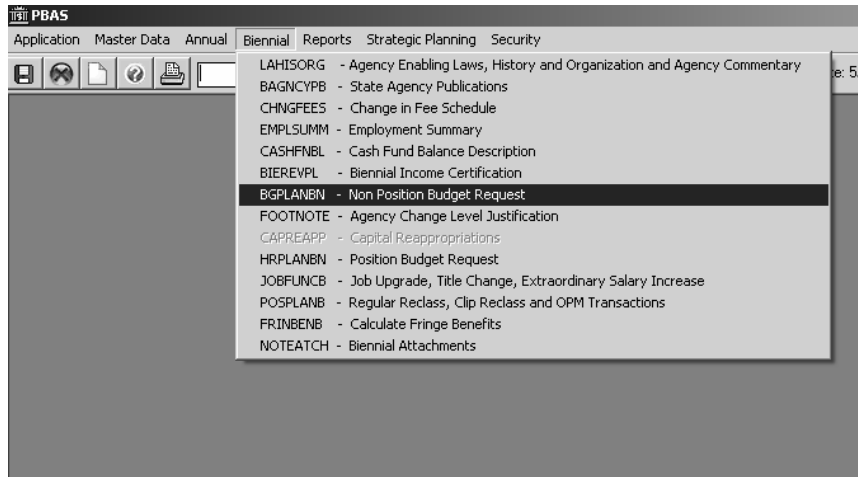 PBAS
Application Master Data Annual Biennial Reports Strategic Planning Security
e: 5
LAHISORG - Agency Enabling Laws, History and Organization and Agency Commentary
BAGNCYPB - State Agency Publications
CHNGFEES - Change in Fee Schedule
EMPLSUMM - Employment Summary
CASHFNBL - Cash Fund Balance Description
BIEREVPL - Biennial Income Certification
BGPLANBN - Non Position Budget Request
FOOTNOTE - Agency Change Level Justification
CAPREAPP - Capital Reappropriations
HRPLANBN - Position Budget Request
JOBFUNCB - Job Upgrade, Title Change, Extraordinary Salary Increase
POSPLANB - Regular Reclass, Clip Reclass and OPM Transactions
FRINBENB - Calculate Fringe Benefits
NOTEATCH - Biennial Attachments